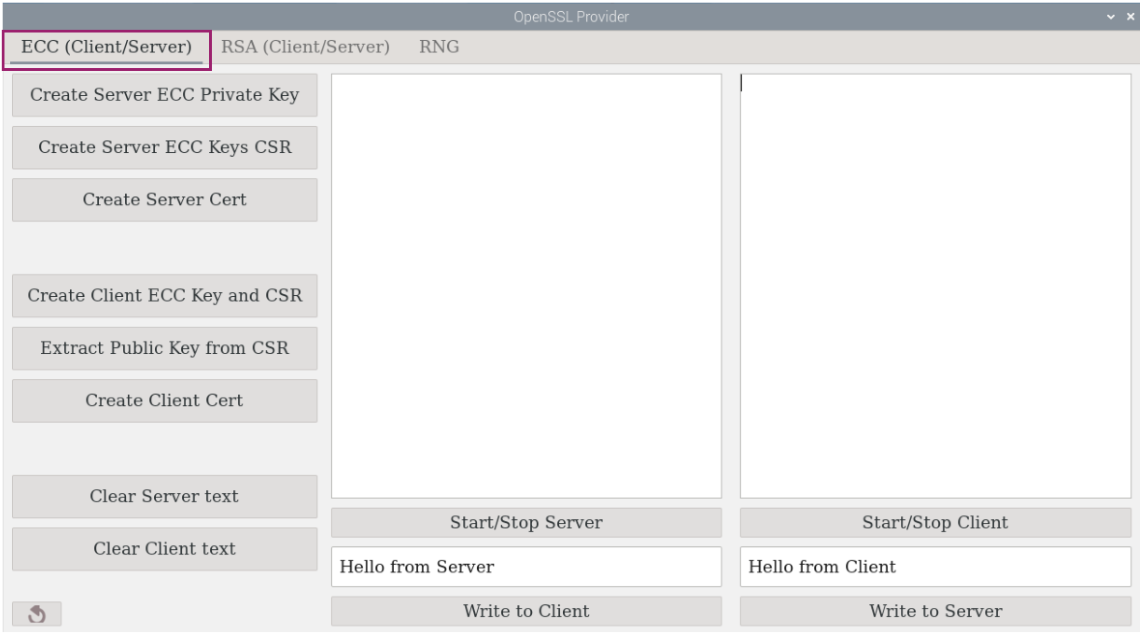 OpenSSL Provider
ECC (Client/Server)
RSA (Client/Server)
RNG
Create Server ECC Private Key
Create Server ECC Keys CSR
Create Server Cert
Create Client ECC Key and CSR
Extract Public Key from CSR
Create Client Cert
Clear Server text
Clear Client text
Start/Stop Server
Hello from Server
Write to Client
Start/Stop Client
Hello from Client
Write to Server